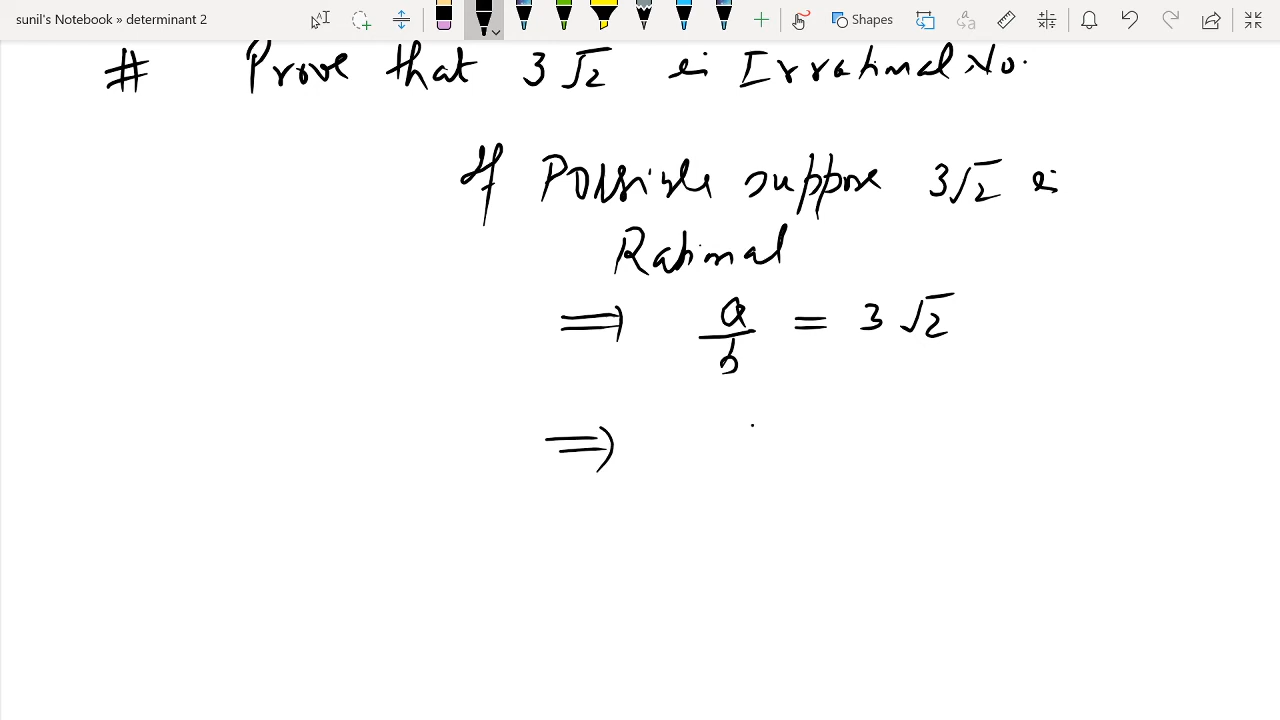 sunil's Notebook » determinant 2
Shapes
# Prove that 3√2 is Irrational No.
If Possible suppose 3√2 is
Rational
⟹ a/b = 3√2
⟹